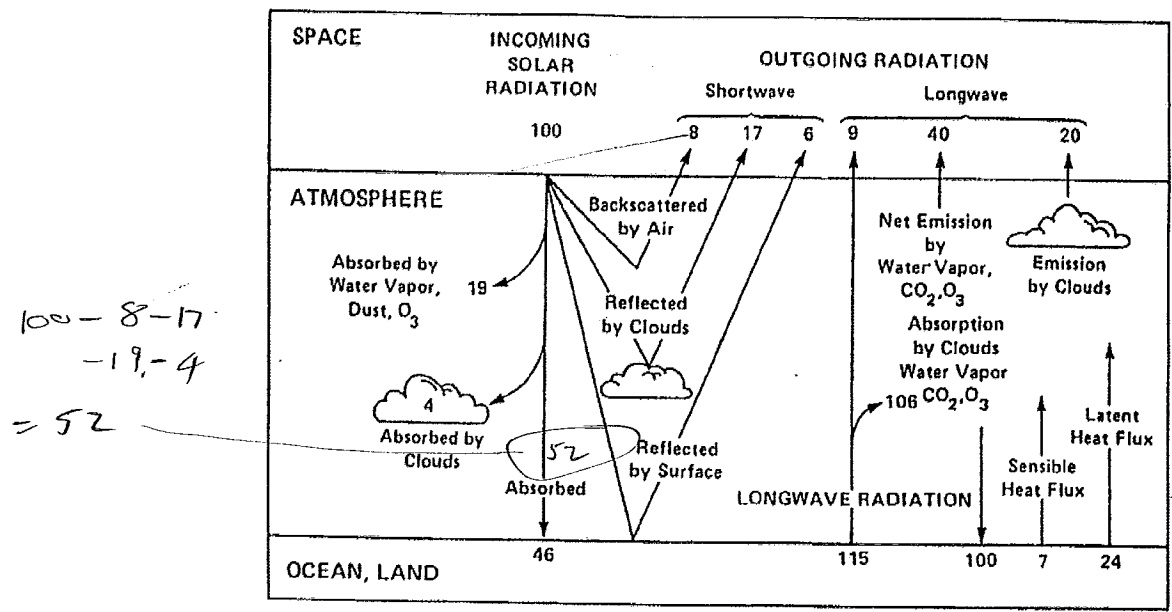 SPACE
INCOMING
SOLAR
RADIATION
100
OUTGOING RADIATION
Shortwave
Longwave
8
17
6
9
40
20
ATMOSPHERE
Absorbed by
Water Vapor,
Dust, O₃
19
Backscattered
by Air
Reflected
by Clouds
Net Emission
by
Water Vapor,
CO₂,O₃
Emission
by Clouds
Absorption
by Clouds
Water Vapor
CO₂,O₃
106
100 - 8 - 17
- 19, - 4
= 52
4
Absorbed by
Clouds
52
Absorbed
Reflected
by Surface
LONGWAVE RADIATION
Sensible
Heat Flux
Latent
Heat Flux
46
115
100
7
24
OCEAN, LAND